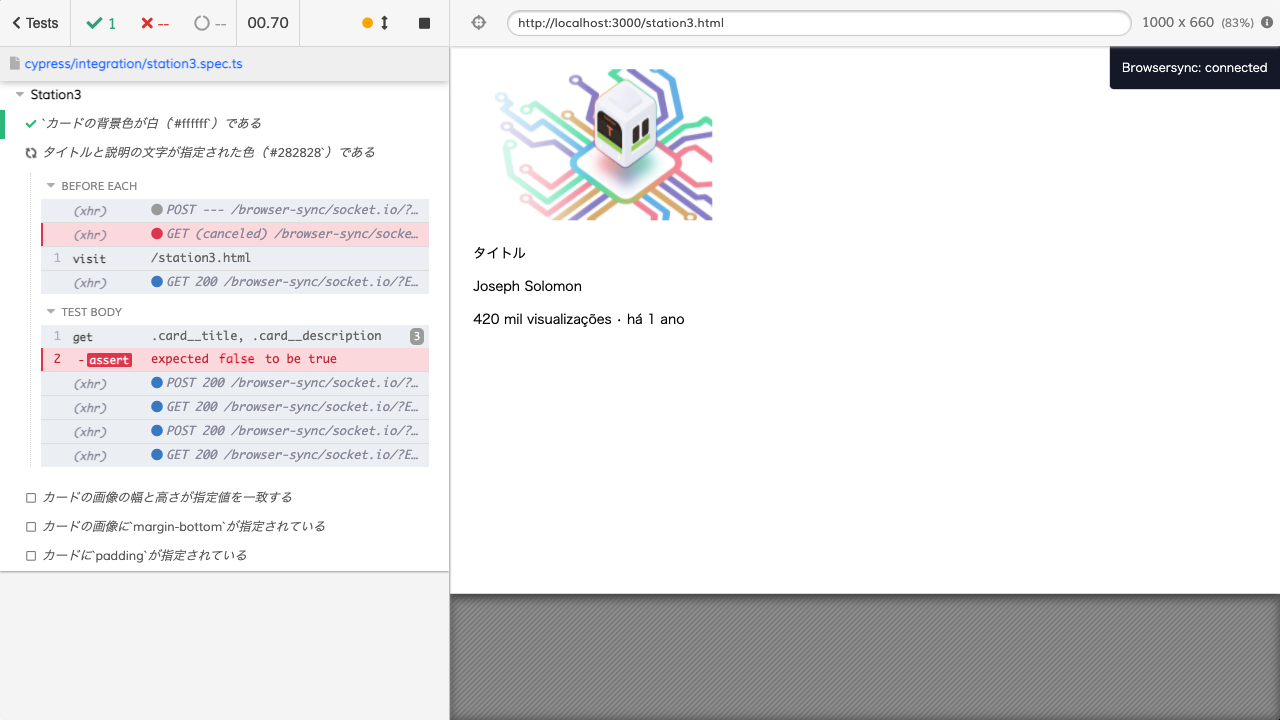 Tests
1
--
--
00.70
cypress/integration/station3.spec.ts
Station3
`カードの背景色が白（`#ffffff`）である
タイトルと説明の文字が指定された色（`#282828`）である
BEFORE EACH
(xhr) POST --- /browser-sync/socket.io/?…
(xhr) GET (canceled) /browser-sync/socke…
1 visit /station3.html
(xhr) GET 200 /browser-sync/socket.io/?E…
TEST BODY
1 get .card__title, .card__description 3
2 -assert expected false to be true
(xhr) POST 200 /browser-sync/socket.io/?…
(xhr) GET 200 /browser-sync/socket.io/?E…
(xhr) POST 200 /browser-sync/socket.io/?…
(xhr) GET 200 /browser-sync/socket.io/?E…
カードの画像の幅と高さが指定値を一致する
カードの画像に`margin-bottom`が指定されている
カードに`padding`が指定されている
http://localhost:3000/station3.html
1000 x 660 (83%)
Browsersync: connected
タイトル
Joseph Solomon
420 mil visualizações · há 1 ano